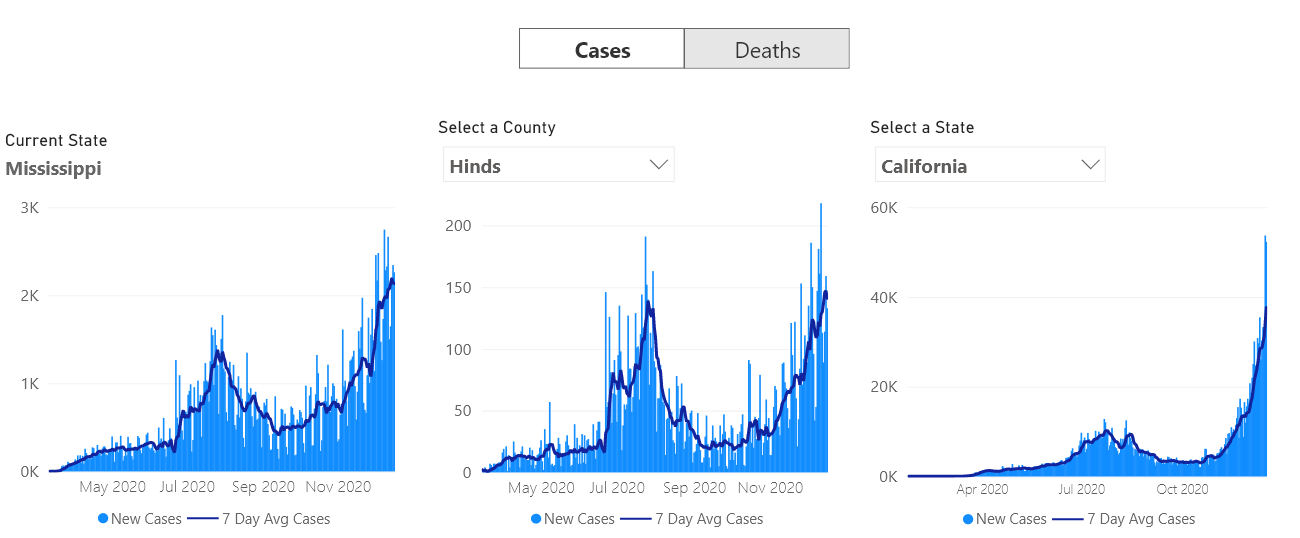 Cases Deaths
Current State
Mississippi
3K
2K
1K
0K
May 2020 Jul 2020 Sep 2020 Nov 2020
New Cases 7 Day Avg Cases
Select a County
Hinds
200
150
100
50
0
May 2020 Jul 2020 Sep 2020 Nov 2020
New Cases 7 Day Avg Cases
Select a State
California
60K
40K
20K
0K
Apr 2020 Jul 2020 Oct 2020
New Cases 7 Day Avg Cases